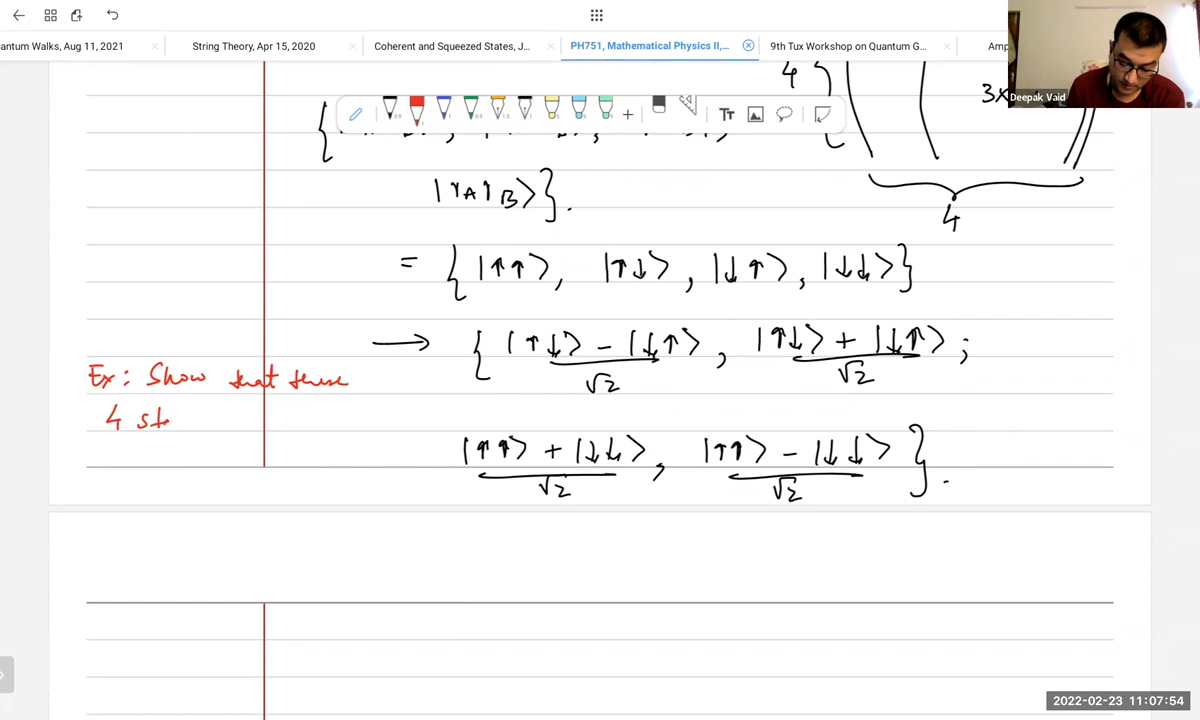 antum Walks, Aug 11, 2021 String Theory, Apr 15, 2020 Coherent and Squeezed States, J... PH751, Mathematical Physics II,... 9th Tux Workshop on Quantum G... Amp
Deepak Vaid
4 { 3x
Tt
|↑A↑B⟩}.
4
= {|↑↑⟩, |↑↓⟩, |↓↑⟩, |↓↓⟩}
→ { |↑↓⟩ - |↓↑⟩ / √2, |↑↓⟩ + |↓↑⟩ / √2;
Ex: Show that these
4 st
|↑↑⟩ + |↓↓⟩ / √2, |↑↑⟩ - |↓↓⟩ / √2 }.
2022-02-23 11:07:54